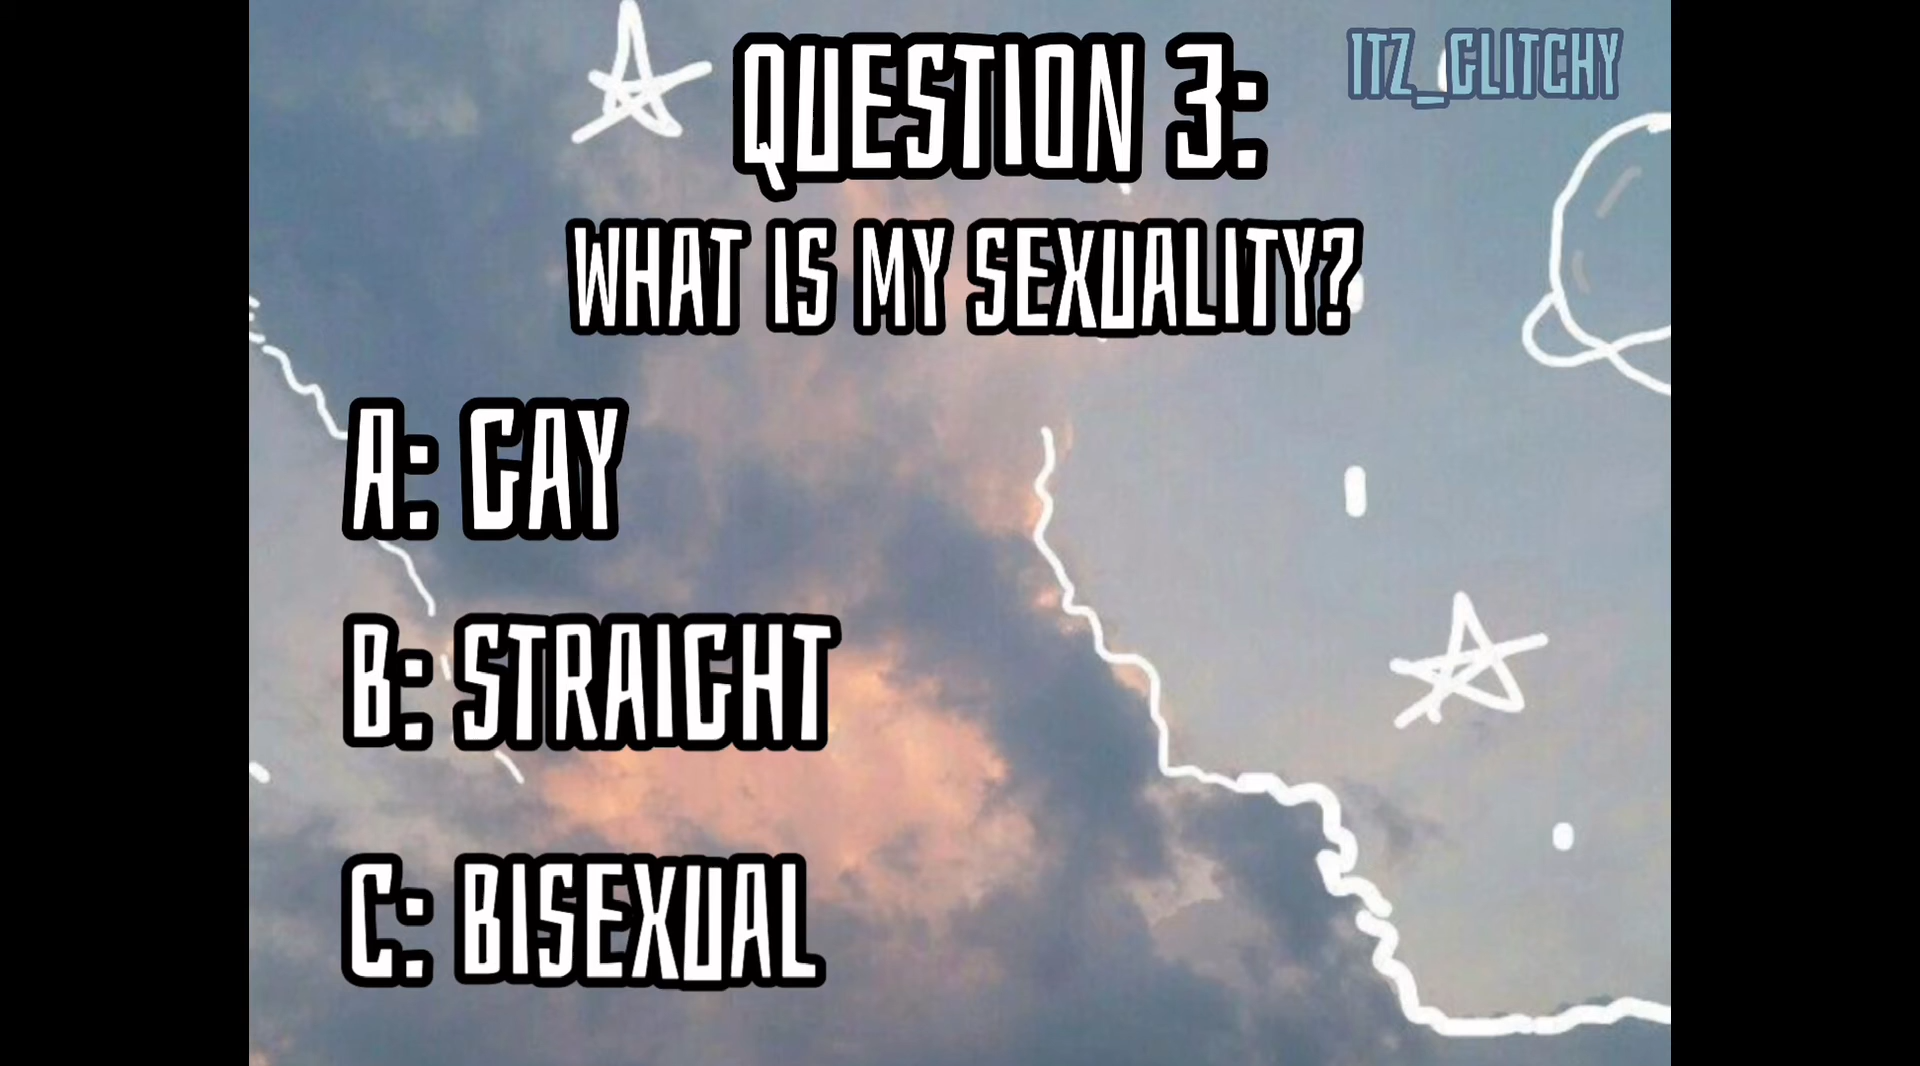 QUESTION 3:
ITZ_GLITCHY
WHAT IS MY SEXUALITY?
A: GAY
B: STRAIGHT
C: BISEXUAL